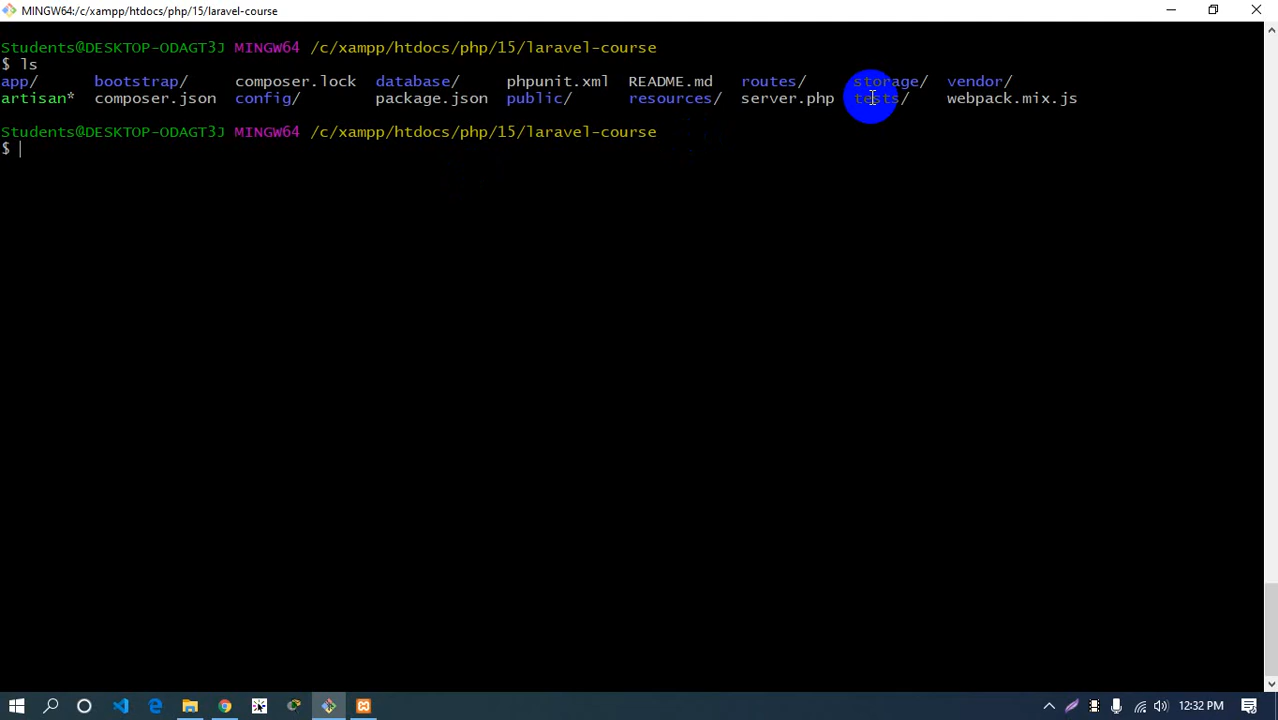 MINGW64:/c/xampp/htdocs/php/15/laravel-course
Students@DESKTOP-ODAGT3J MINGW64 /c/xampp/htdocs/php/15/laravel-course
$ ls
app/ bootstrap/ composer.lock database/ phpunit.xml README.md routes/ storage/ vendor/
artisan* composer.json config/ package.json public/ resources/ server.php tests/ webpack.mix.js
Students@DESKTOP-ODAGT3J MINGW64 /c/xampp/htdocs/php/15/laravel-course
$
12:32 PM